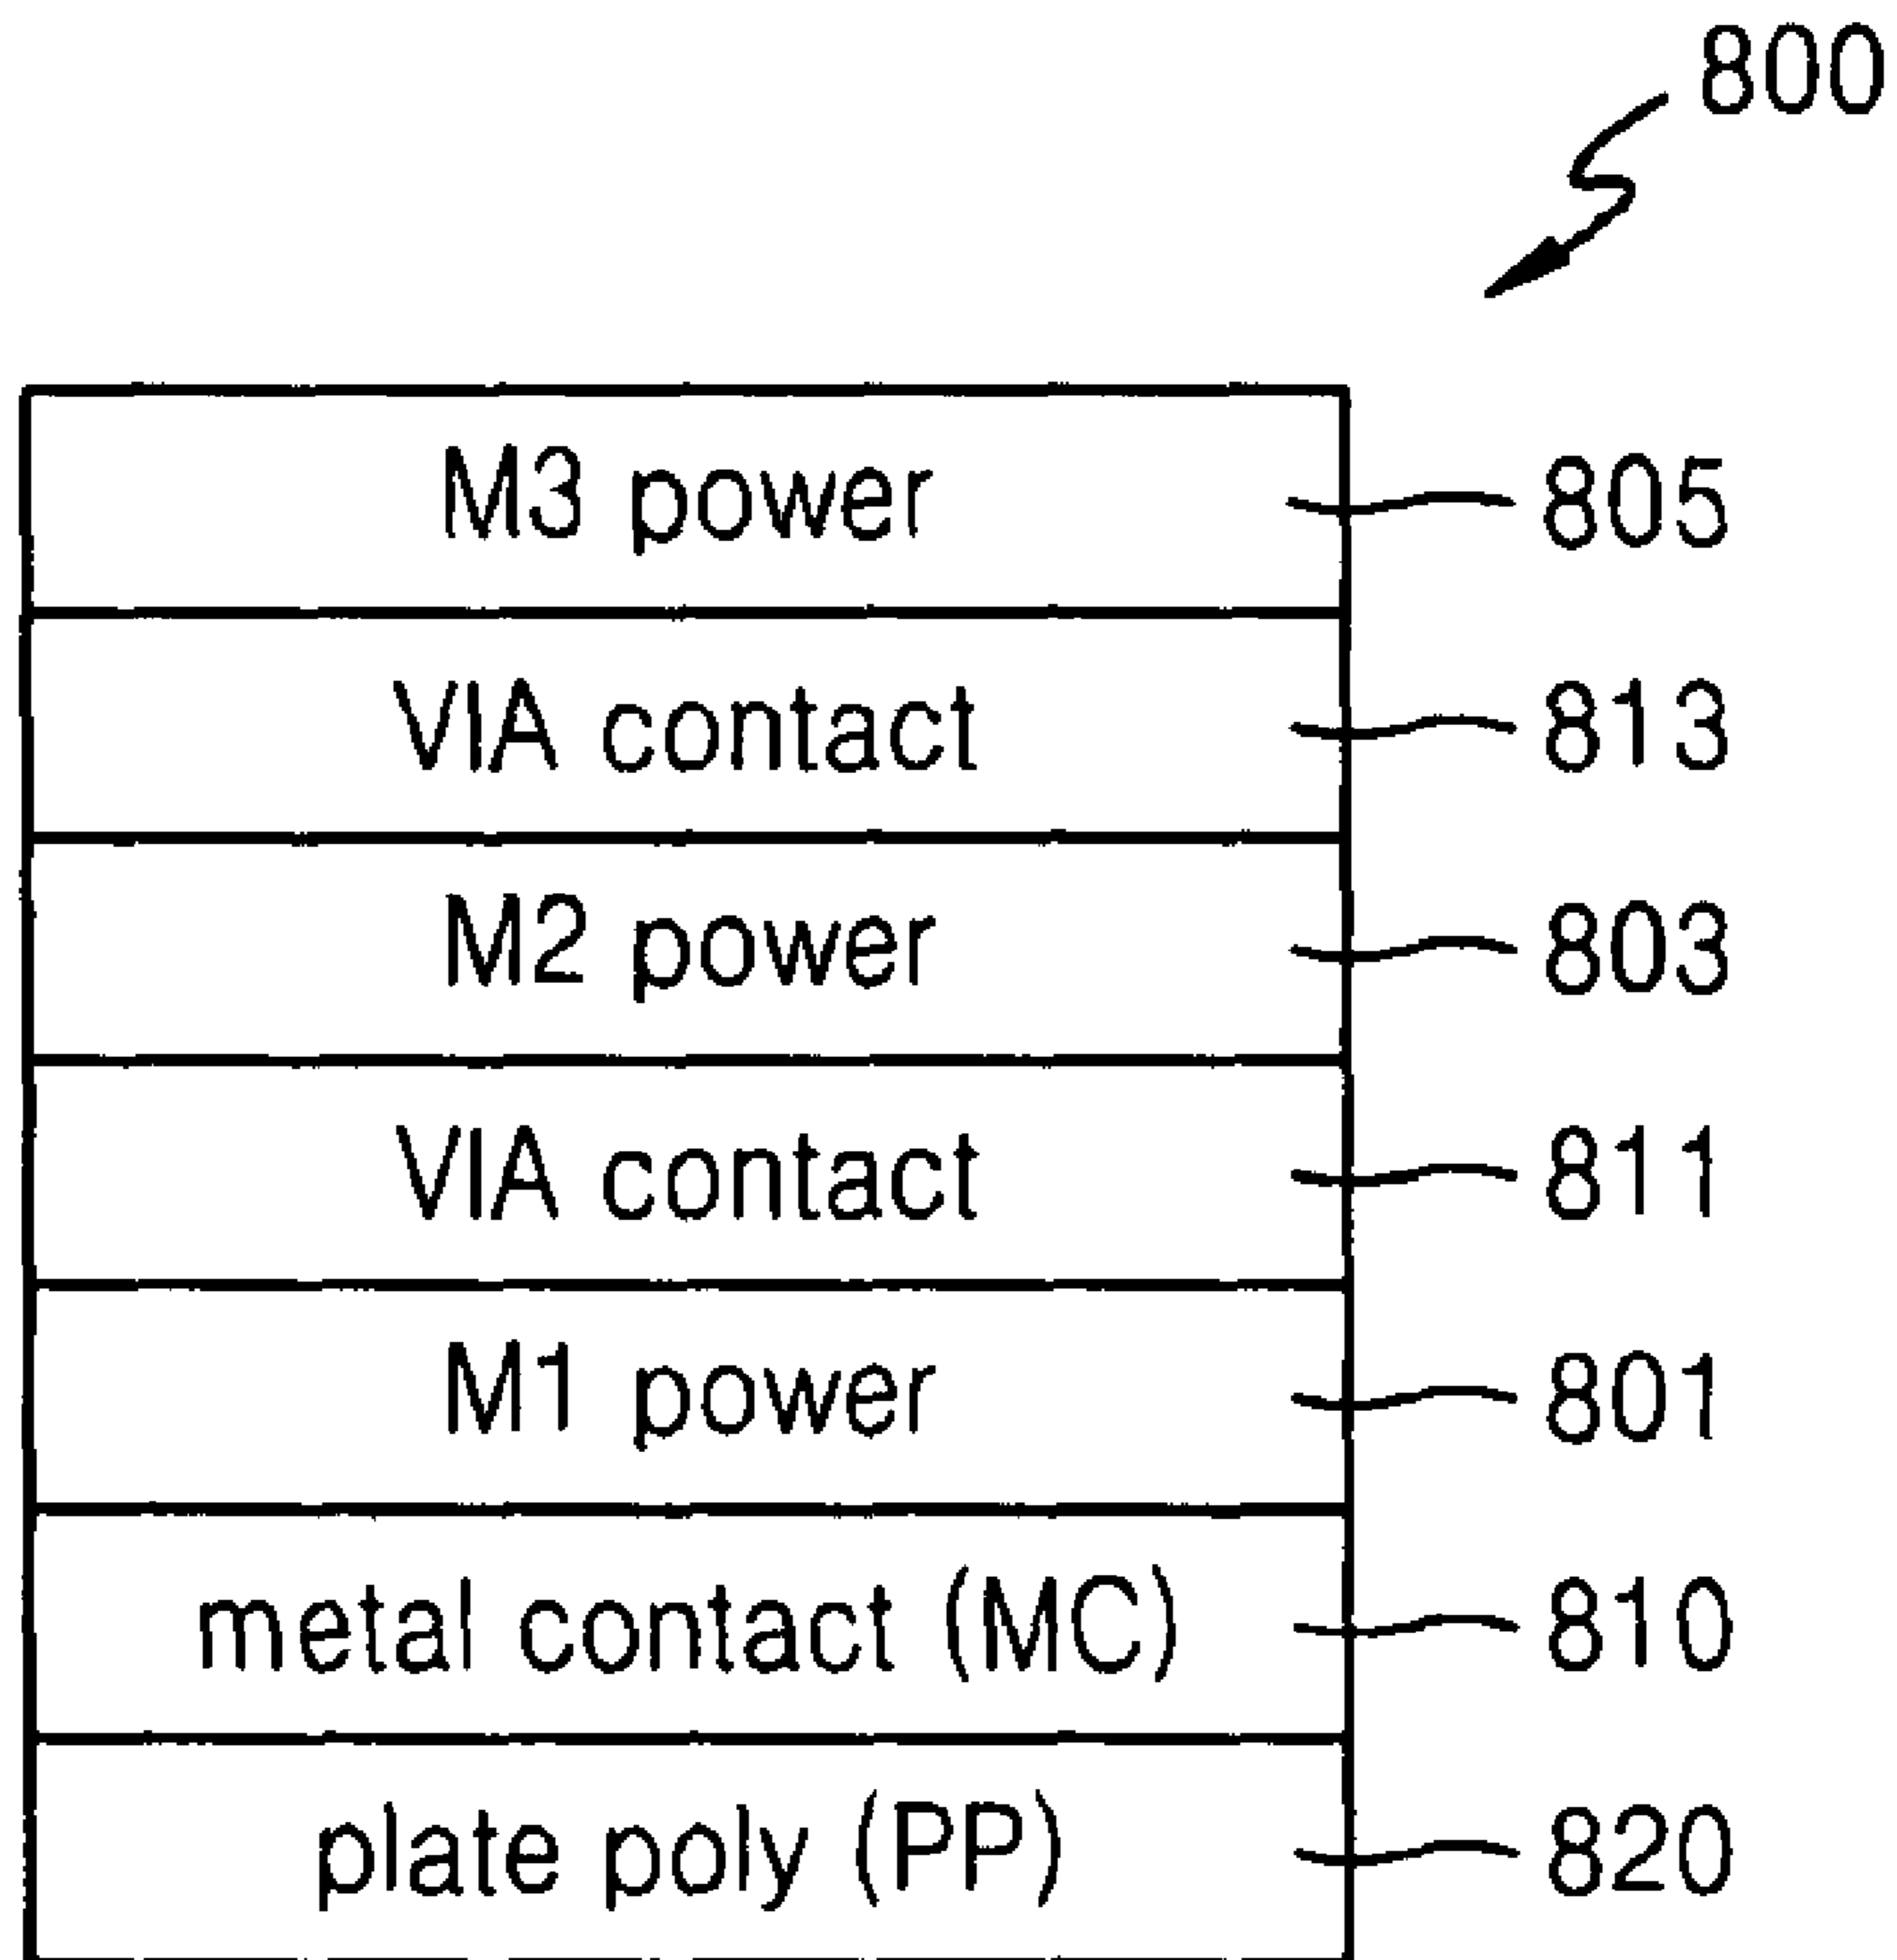 800
M3 power 805
VIA contact 813
M2 power 803
VIA contact 811
M1 power 801
metal contact (MC) 810
plate poly (PP) 820